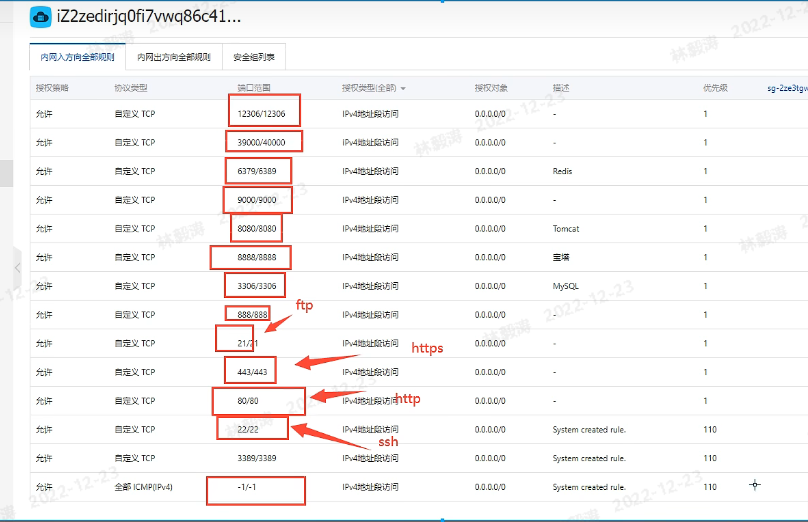 iZ2zedirjq0fi7vwq86c41...
内网入方向全部规则 内网出方向全部规则 安全组列表
授权策略 协议类型 端口范围 授权类型(全部) 授权对象 描述 优先级 sg-2ze3tgw
允许 自定义 TCP 12306/12306 IPv4地址段访问 0.0.0.0/0 - 1
允许 自定义 TCP 39000/40000 IPv4地址段访问 0.0.0.0/0 - 1
允许 自定义 TCP 6379/6389 IPv4地址段访问 0.0.0.0/0 Redis 1
允许 自定义 TCP 9000/9000 IPv4地址段访问 0.0.0.0/0 - 1
允许 自定义 TCP 8080/8080 IPv4地址段访问 0.0.0.0/0 Tomcat 1
允许 自定义 TCP 8888/8888 IPv4地址段访问 0.0.0.0/0 宝塔 1
允许 自定义 TCP 3306/3306 IPv4地址段访问 0.0.0.0/0 MySQL 1
ftp
允许 自定义 TCP 888/888 IPv4地址段访问 0.0.0.0/0 - 1
允许 自定义 TCP 21/21 IPv4地址段访问 0.0.0.0/0 - 1
https
允许 自定义 TCP 443/443 IPv4地址段访问 0.0.0.0/0 - 1
允许 自定义 TCP 80/80 IPv4地址段访问 http 0.0.0.0/0 - 1
允许 自定义 TCP 22/22 IPv4地址段访问 0.0.0.0/0 System created rule. 110
ssh
允许 自定义 TCP 3389/3389 IPv4地址段访问 0.0.0.0/0 System created rule. 110
允许 全部 ICMP(IPv4) -1/-1 IPv4地址段访问 0.0.0.0/0 System created rule. 110
林毅涛 2022-12-23